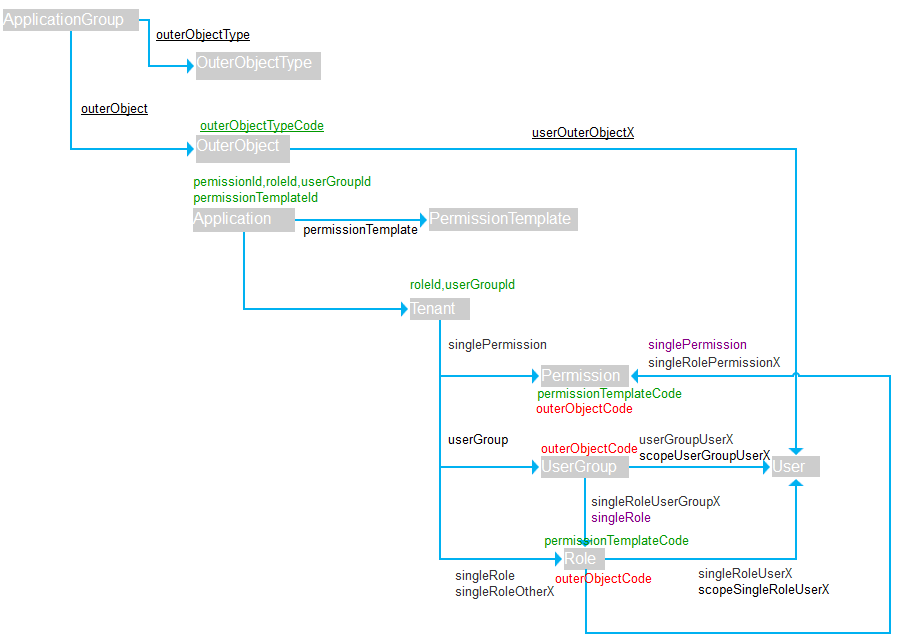 ApplicationGroup
outerObjectType
OuterObjectType
outerObject
outerObjectTypeCode
userOuterObjectX
OuterObject
pemissionId,roleId,userGroupId
permissionTemplateId
Application
PermissionTemplate
permissionTemplate
roleId,userGroupId
Tenant
singlePermission
singlePermission
singleRolePermissionX
Permission
permissionTemplateCode
outerObjectCode
userGroup
outerObjectCode
userGroupUserX
scopeUserGroupUserX
UserGroup
User
singleRoleUserGroupX
singleRole
permissionTemplateCode
Role
singleRole
singleRoleOtherX
outerObjectCode
singleRoleUserX
scopeSingleRoleUserX